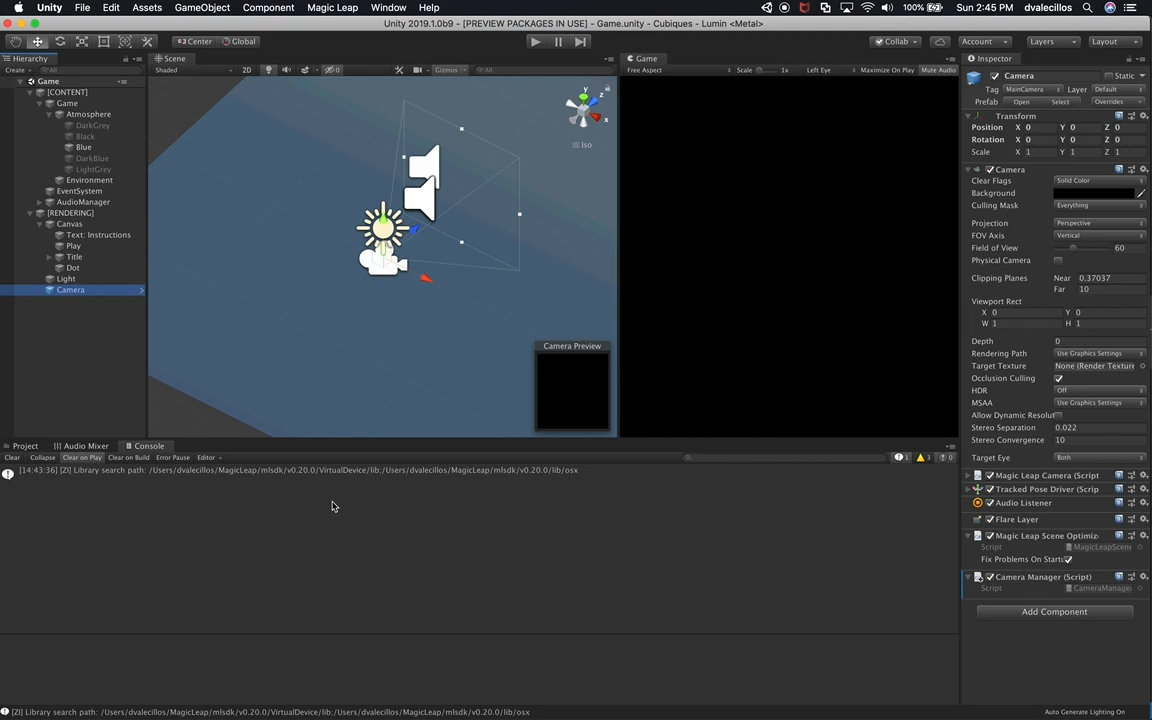 Unity File Edit Assets GameObject Component Magic Leap Window Help 100% Sun 2:45 PM dvalecillos
Unity 2019.1.0b9 - [PREVIEW PACKAGES IN USE] - Game.unity - Cubiques - Lumin <Metal>
Center Global Collab Account Layers Layout
Hierarchy
Create All
Game
[CONTENT]
Game
Atmosphere
DarkGrey
Black
Blue
DarkBlue
LightGrey
Environment
EventSystem
AudioManager
[RENDERING]
Canvas
Text: Instructions
Play
Title
Dot
Light
Camera
Scene
Shaded 2D 0 Gizmos All
y
z
x
Iso
Camera Preview
Game
Free Aspect Scale 1x Left Eye Maximize On Play Mute Audio
Inspector
Camera Static
Tag MainCamera Layer Default
Prefab Open Select Overrides
Transform
Position X 0 Y 0 Z 0
Rotation X 0 Y 0 Z 0
Scale X 1 Y 1 Z 1
Camera
Clear Flags Solid Color
Background
Culling Mask Everything
Projection Perspective
FOV Axis Vertical
Field of View 60
Physical Camera
Clipping Planes Near 0.37037
Far 10
Viewport Rect
X 0 Y 0
W 1 H 1
Depth 0
Rendering Path Use Graphics Settings
Target Texture None (Render Texture
Occlusion Culling
HDR Off
MSAA Use Graphics Settings
Allow Dynamic Resolut
Stereo Separation 0.022
Stereo Convergence 10
Target Eye Both
Magic Leap Camera (Script
Tracked Pose Driver (Scrip
Audio Listener
Flare Layer
Magic Leap Scene Optimiz
Script MagicLeapScene
Fix Problems On Startu
Camera Manager (Script)
Script CameraManage
Add Component
Project Audio Mixer Console
Clear Collapse Clear on Play Clear on Build Error Pause Editor 1 3 0
[14:43:36] [ZI] Library search path: /Users/dvalecillos/MagicLeap/mlsdk/v0.20.0/VirtualDevice/lib;/Users/dvalecillos/MagicLeap/mlsdk/v0.20.0/lib/osx
[ZI] Library search path: /Users/dvalecillos/MagicLeap/mlsdk/v0.20.0/VirtualDevice/lib;/Users/dvalecillos/MagicLeap/mlsdk/v0.20.0/lib/osx
Auto Generate Lighting On